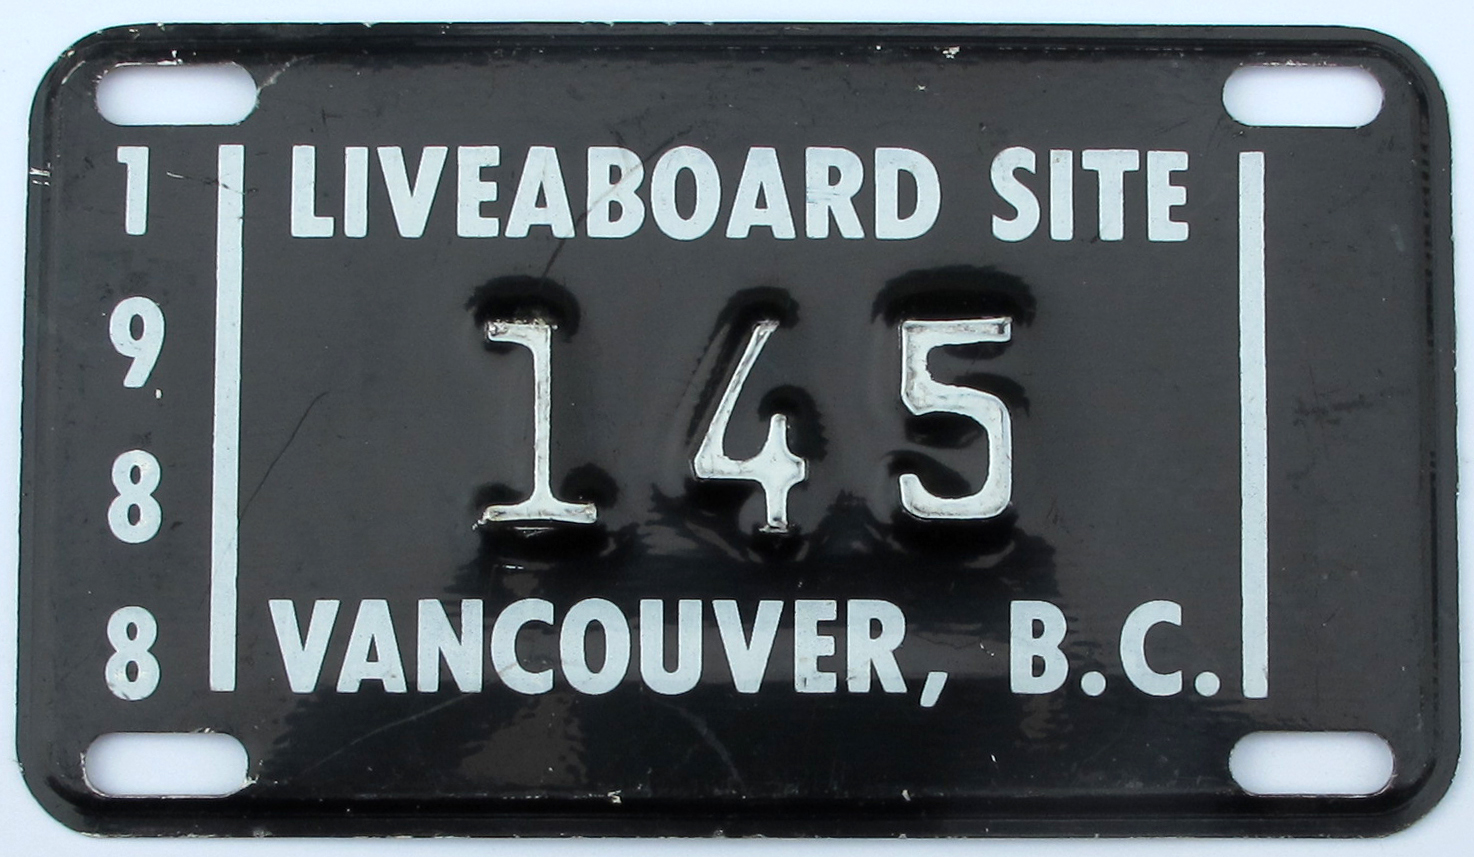 1988
LIVEABOARD SITE
145
VANCOUVER, B.C.